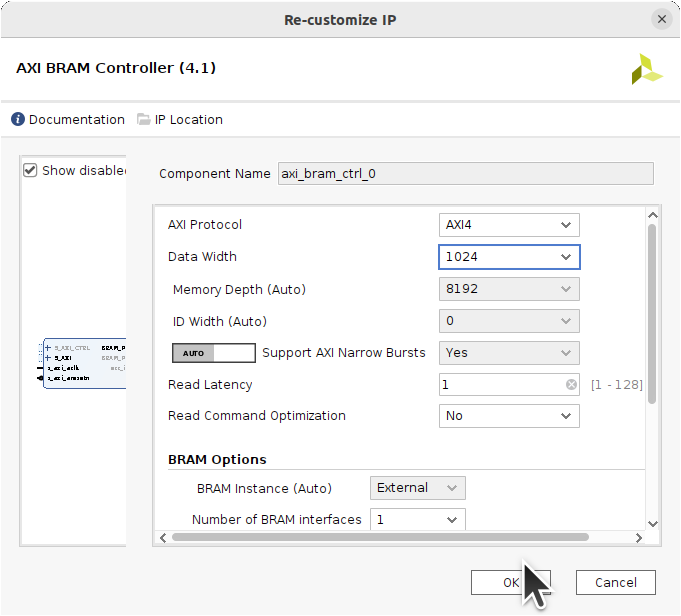 Re-customize IP
AXI BRAM Controller (4.1)
Documentation IP Location
Show disabled
Component Name axi_bram_ctrl_0
AXI Protocol AXI4
Data Width 1024
Memory Depth (Auto) 8192
ID Width (Auto) 0
AUTO Support AXI Narrow Bursts Yes
Read Latency 1 [1 - 128]
Read Command Optimization No
BRAM Options
BRAM Instance (Auto) External
Number of BRAM interfaces 1
S_AXI_CTRL BRAM_P
S_AXI BRAM_P
s_axi_aclk ecc_i
s_axi_aresetn
OK Cancel